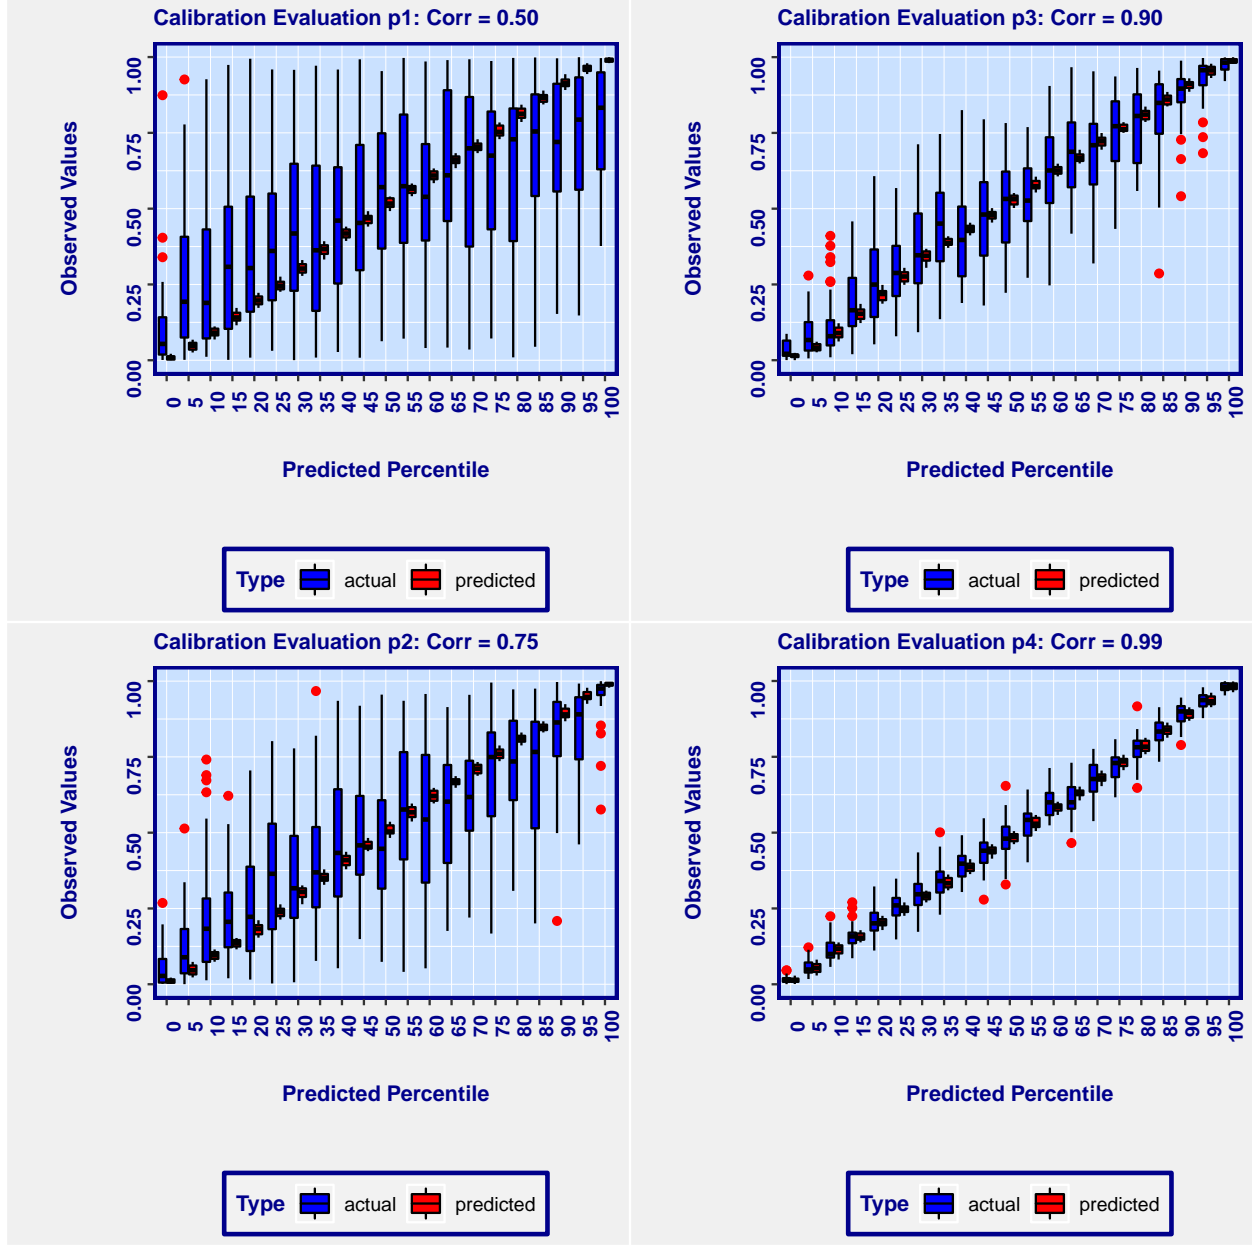 Calibration Evaluation p1: Corr = 0.50
Observed Values
1.00
0.75
0.50
0.25
0.00
0 5 10 15 20 25 30 35 40 45 50 55 60 65 70 75 80 85 90 95 100
Predicted Percentile
Type actual predicted
Calibration Evaluation p3: Corr = 0.90
Observed Values
1.00
0.75
0.50
0.25
0.00
0 5 10 15 20 25 30 35 40 45 50 55 60 65 70 75 80 85 90 95 100
Predicted Percentile
Type actual predicted
Calibration Evaluation p2: Corr = 0.75
Observed Values
1.00
0.75
0.50
0.25
0.00
0 5 10 15 20 25 30 35 40 45 50 55 60 65 70 75 80 85 90 95 100
Predicted Percentile
Type actual predicted
Calibration Evaluation p4: Corr = 0.99
Observed Values
1.00
0.75
0.50
0.25
0.00
0 5 10 15 20 25 30 35 40 45 50 55 60 65 70 75 80 85 90 95 100
Predicted Percentile
Type actual predicted